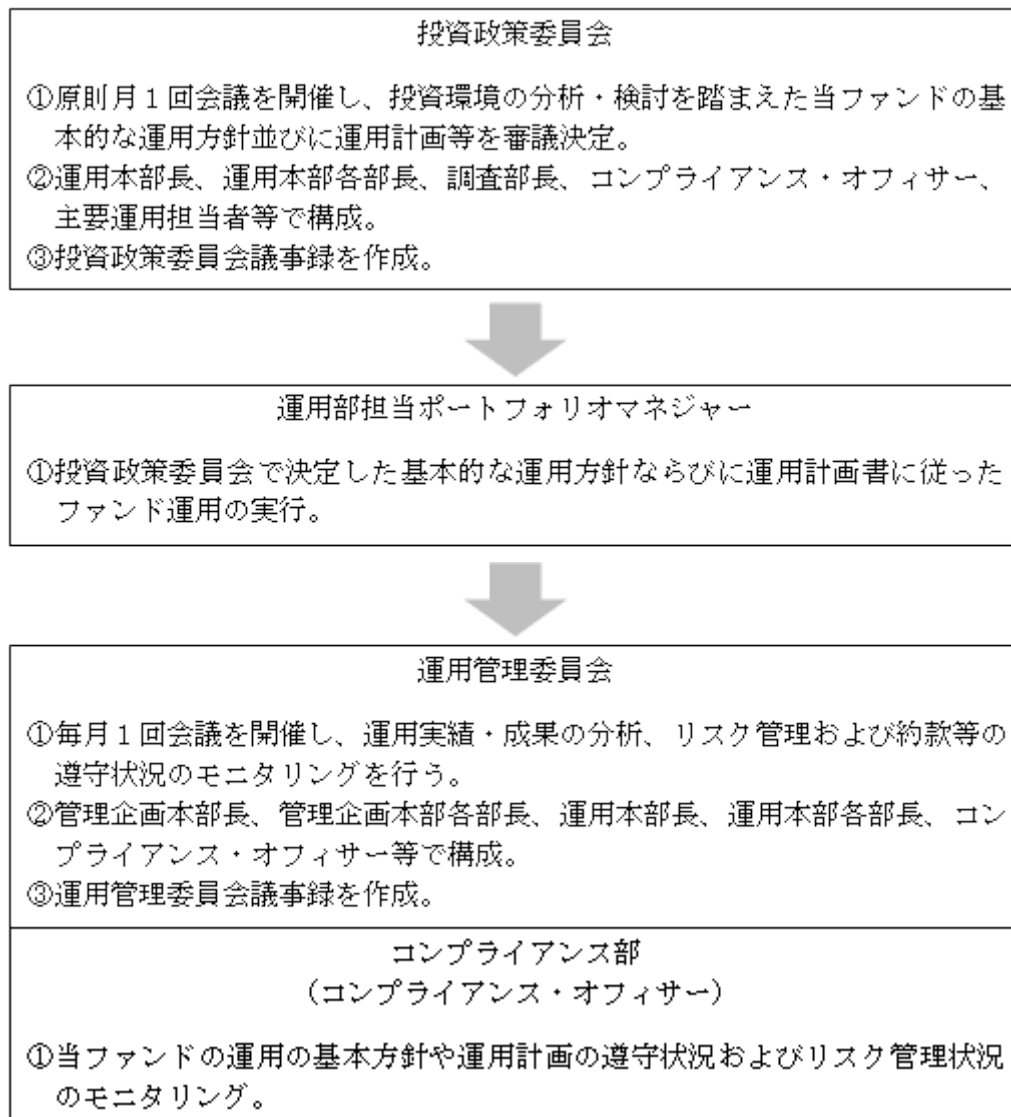 投資政策委員会
①原則月１回会議を開催し、投資環境の分析・検討を踏まえた当ファンドの基
本的な運用方針並びに運用計画等を審議決定。
②運用本部長、運用本部各部長、調査部長、コンプライアンス・オフィサー、
主要運用担当者等で構成。
③投資政策委員会議事録を作成。
運用部担当ポートフォリオマネジャー
①投資政策委員会で決定した基本的な運用方針ならびに運用計画書に従った
ファンド運用の実行。
運用管理委員会
①毎月１回会議を開催し、運用実績・成果の分析、リスク管理および約款等の
遵守状況のモニタリングを行う。
②管理企画本部長、管理企画本部各部長、運用本部長、運用本部各部長、コン
プライアンス・オフィサー等で構成。
③運用管理委員会議事録を作成。
コンプライアンス部
（コンプライアンス・オフィサー）
①当ファンドの運用の基本方針や運用計画の遵守状況およびリスク管理状況
のモニタリング。